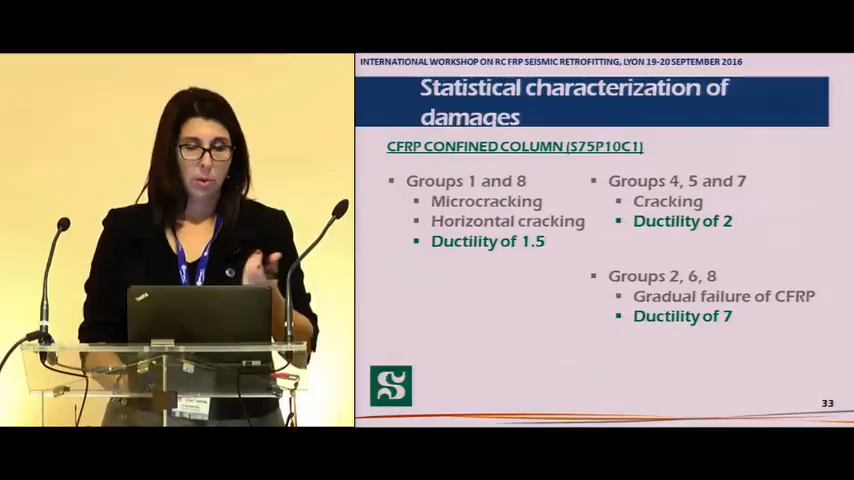 INTERNATIONAL WORKSHOP ON RC FRP SEISMIC RETROFITTING, LYON 19-20 SEPTEMBER 2016
Statistical characterization of
damages
CFRP CONFINED COLUMN (S75P10C1)
Groups 1 and 8
Microcracking
Horizontal cracking
Ductility of 1.5
Groups 4, 5 and 7
Cracking
Ductility of 2
Groups 2, 6, 8
Gradual failure of CFRP
Ductility of 7
S
33